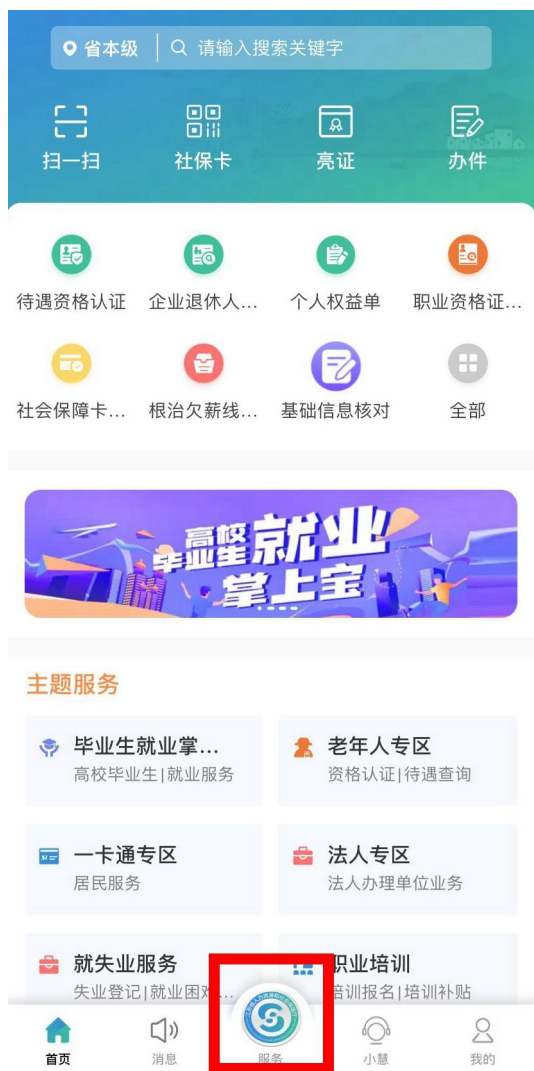 省本级 请输入搜索关键字
扫一扫 社保卡 亮证 办件
待遇资格认证 企业退休人... 个人权益单 职业资格证...
社会保障卡... 根治欠薪线... 基础信息核对 全部
高校毕业生就业
掌上宝
主题服务
毕业生就业掌... 老年人专区
高校毕业生|就业服务 资格认证|待遇查询
一卡通专区 法人专区
居民服务 法人办理单位业务
就失业服务 职业培训
失业登记|就业困难... 培训报名|培训补贴
首页 消息 服务 小慧 我的